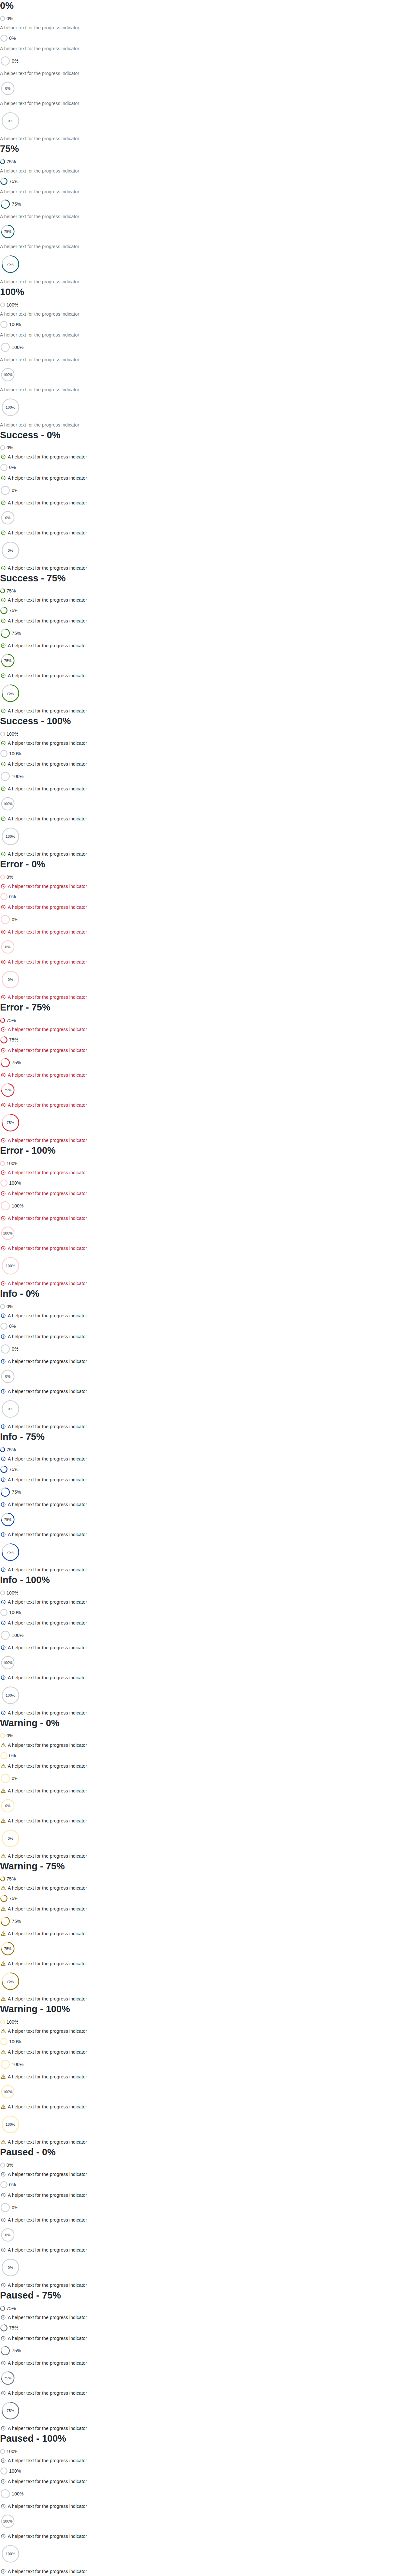 0%
0%
A helper text for the progress indicator
0%
A helper text for the progress indicator
0%
A helper text for the progress indicator
0%
A helper text for the progress indicator
0%
A helper text for the progress indicator
75%
75%
A helper text for the progress indicator
75%
A helper text for the progress indicator
75%
A helper text for the progress indicator
75%
A helper text for the progress indicator
75%
A helper text for the progress indicator
100%
100%
A helper text for the progress indicator
100%
A helper text for the progress indicator
100%
A helper text for the progress indicator
100%
A helper text for the progress indicator
100%
A helper text for the progress indicator
Success - 0%
0%
A helper text for the progress indicator
0%
A helper text for the progress indicator
0%
A helper text for the progress indicator
0%
A helper text for the progress indicator
0%
A helper text for the progress indicator
Success - 75%
75%
A helper text for the progress indicator
75%
A helper text for the progress indicator
75%
A helper text for the progress indicator
75%
A helper text for the progress indicator
75%
A helper text for the progress indicator
Success - 100%
100%
A helper text for the progress indicator
100%
A helper text for the progress indicator
100%
A helper text for the progress indicator
100%
A helper text for the progress indicator
100%
A helper text for the progress indicator
Error - 0%
0%
A helper text for the progress indicator
0%
A helper text for the progress indicator
0%
A helper text for the progress indicator
0%
A helper text for the progress indicator
0%
A helper text for the progress indicator
Error - 75%
75%
A helper text for the progress indicator
75%
A helper text for the progress indicator
75%
A helper text for the progress indicator
75%
A helper text for the progress indicator
75%
A helper text for the progress indicator
Error - 100%
100%
A helper text for the progress indicator
100%
A helper text for the progress indicator
100%
A helper text for the progress indicator
100%
A helper text for the progress indicator
100%
A helper text for the progress indicator
Info - 0%
0%
A helper text for the progress indicator
0%
A helper text for the progress indicator
0%
A helper text for the progress indicator
0%
A helper text for the progress indicator
0%
A helper text for the progress indicator
Info - 75%
75%
A helper text for the progress indicator
75%
A helper text for the progress indicator
75%
A helper text for the progress indicator
75%
A helper text for the progress indicator
75%
A helper text for the progress indicator
Info - 100%
100%
A helper text for the progress indicator
100%
A helper text for the progress indicator
100%
A helper text for the progress indicator
100%
A helper text for the progress indicator
100%
A helper text for the progress indicator
Warning - 0%
0%
A helper text for the progress indicator
0%
A helper text for the progress indicator
0%
A helper text for the progress indicator
0%
A helper text for the progress indicator
0%
A helper text for the progress indicator
Warning - 75%
75%
A helper text for the progress indicator
75%
A helper text for the progress indicator
75%
A helper text for the progress indicator
75%
A helper text for the progress indicator
75%
A helper text for the progress indicator
Warning - 100%
100%
A helper text for the progress indicator
100%
A helper text for the progress indicator
100%
A helper text for the progress indicator
100%
A helper text for the progress indicator
100%
A helper text for the progress indicator
Paused - 0%
0%
A helper text for the progress indicator
0%
A helper text for the progress indicator
0%
A helper text for the progress indicator
0%
A helper text for the progress indicator
0%
A helper text for the progress indicator
Paused - 75%
75%
A helper text for the progress indicator
75%
A helper text for the progress indicator
75%
A helper text for the progress indicator
75%
A helper text for the progress indicator
75%
A helper text for the progress indicator
Paused - 100%
100%
A helper text for the progress indicator
100%
A helper text for the progress indicator
100%
A helper text for the progress indicator
100%
A helper text for the progress indicator
100%
A helper text for the progress indicator